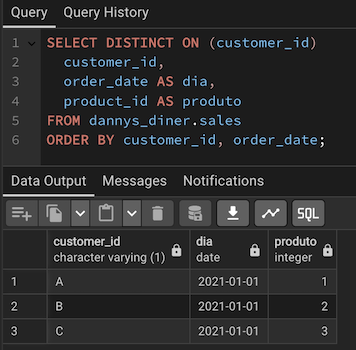 Query Query History
1 SELECT DISTINCT ON (customer_id)
2 customer_id,
3 order_date AS dia,
4 product_id AS produto
5 FROM dannys_diner.sales
6 ORDER BY customer_id, order_date;
Data Output Messages Notifications
SQL
customer_id dia produto
character varying (1) date integer
1 A 2021-01-01 1
2 B 2021-01-01 2
3 C 2021-01-01 3